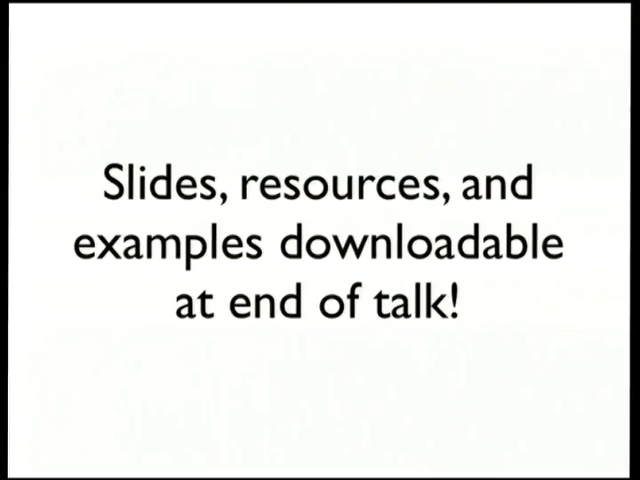 Slides, resources, and
examples downloadable
at end of talk!